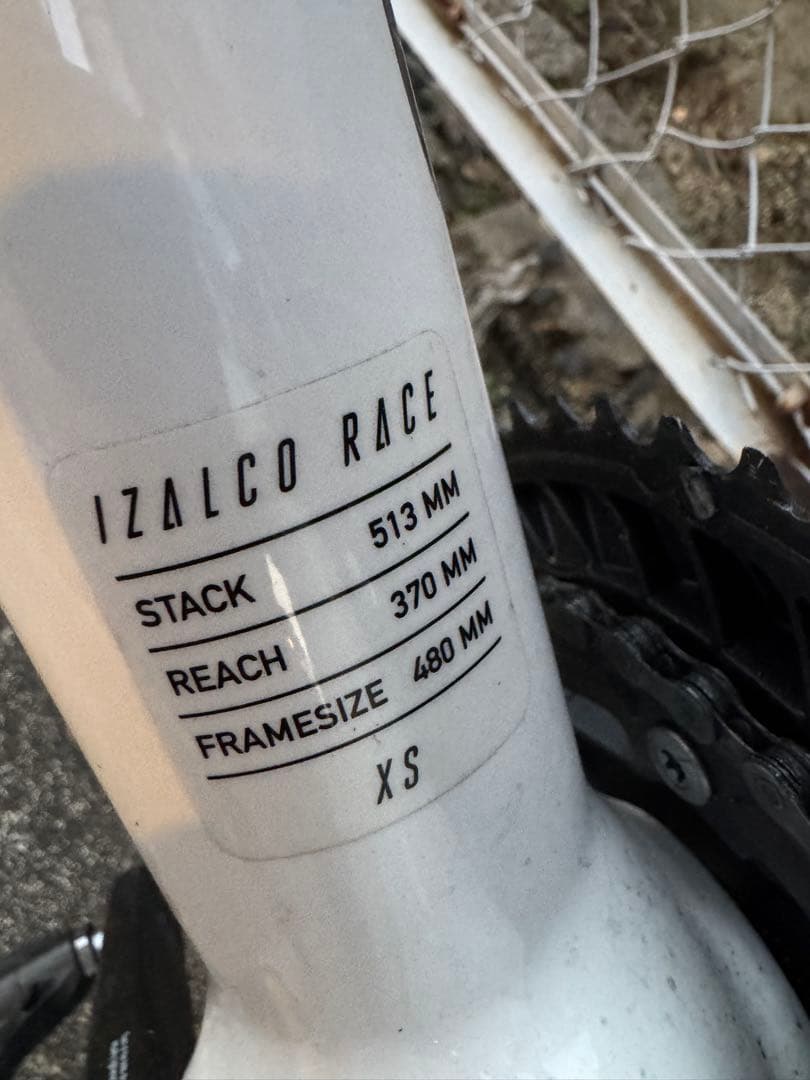 IZALCO RACE
STACK 513 MM
REACH 370 MM
FRAMESIZE 480 MM
XS